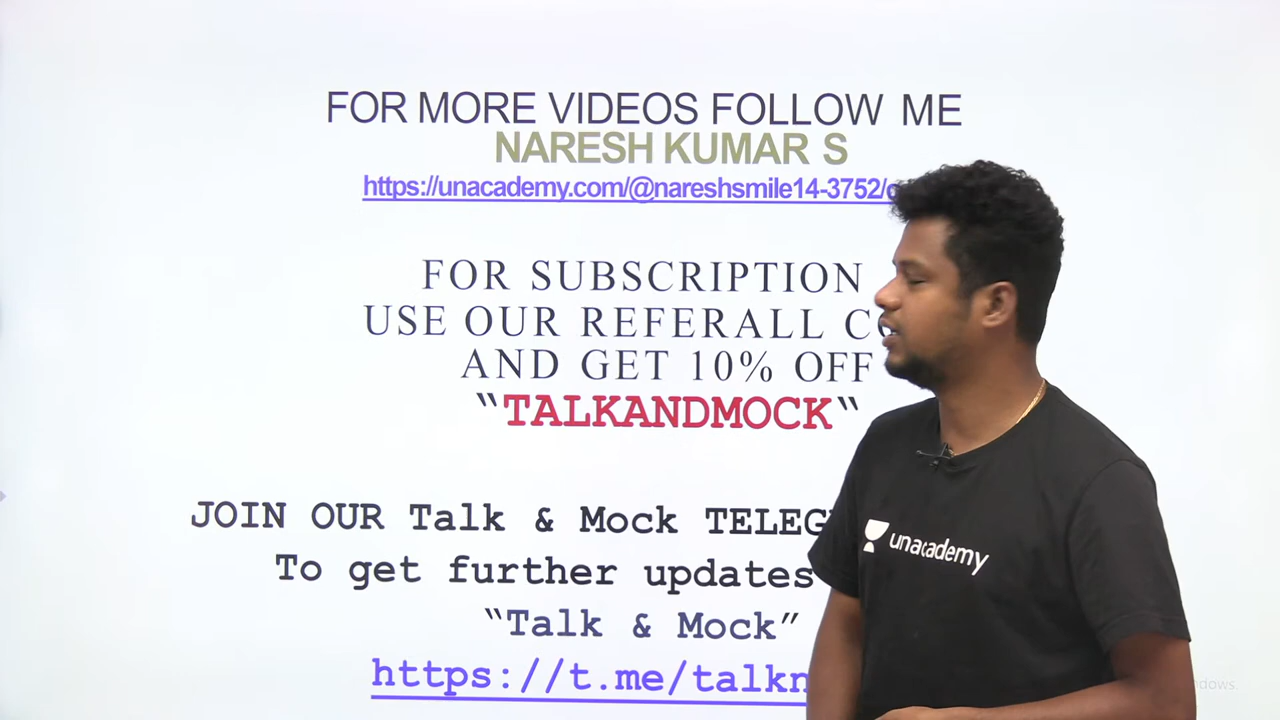 FOR MORE VIDEOS FOLLOW ME
NARESH KUMAR S
https://unacademy.com/@nareshsmile14-3752/c
FOR SUBSCRIPTION
USE OUR REFERALL
AND GET 10% OFF
“TALKANDMOCK“
JOIN OUR Talk & Mock
To get further updates
“Talk & Mock”
https://t.me/talkn
unacademy